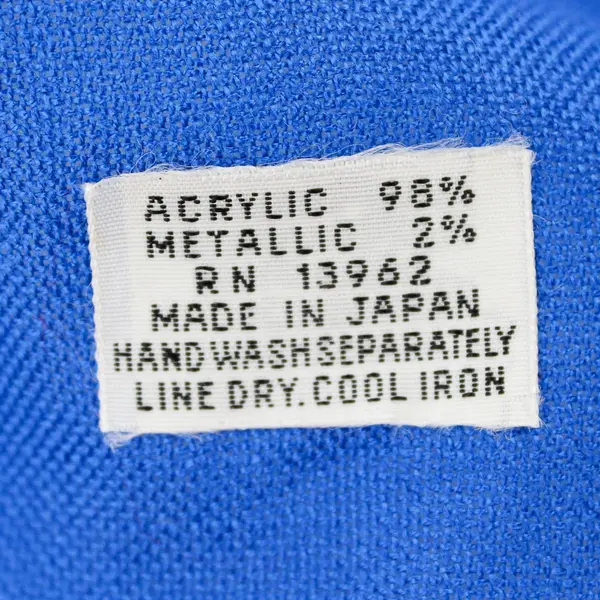 ACRYLIC 98%
METALLIC 2%
RN 13962
MADE IN JAPAN
HAND WASH SEPARATELY
LINE DRY. COOL IRON